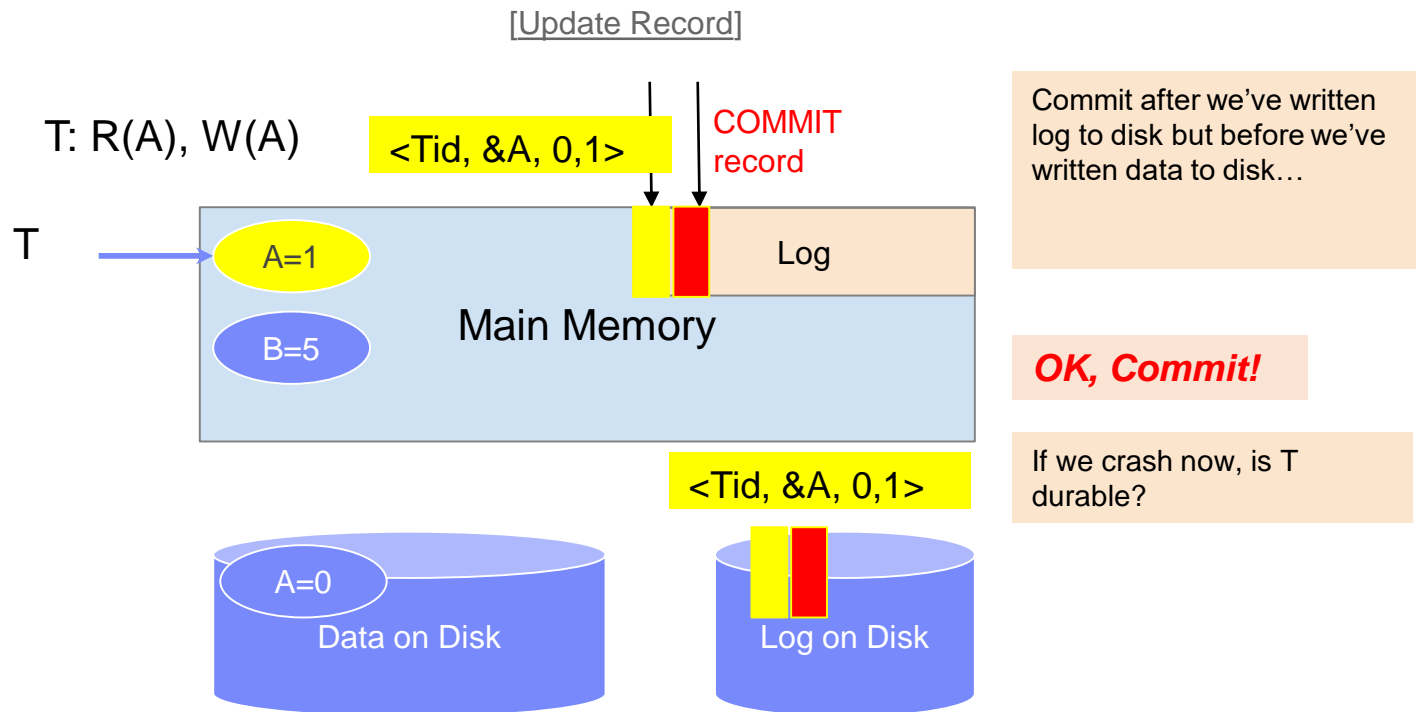 [Update Record]
T: R(A), W(A)
<Tid, &A, 0,1>
COMMIT
record
Commit after we’ve written
log to disk but before we’ve
written data to disk…
T
A=1
Log
Main Memory
B=5
OK, Commit!
<Tid, &A, 0,1>
If we crash now, is T
durable?
A=0
Data on Disk
Log on Disk